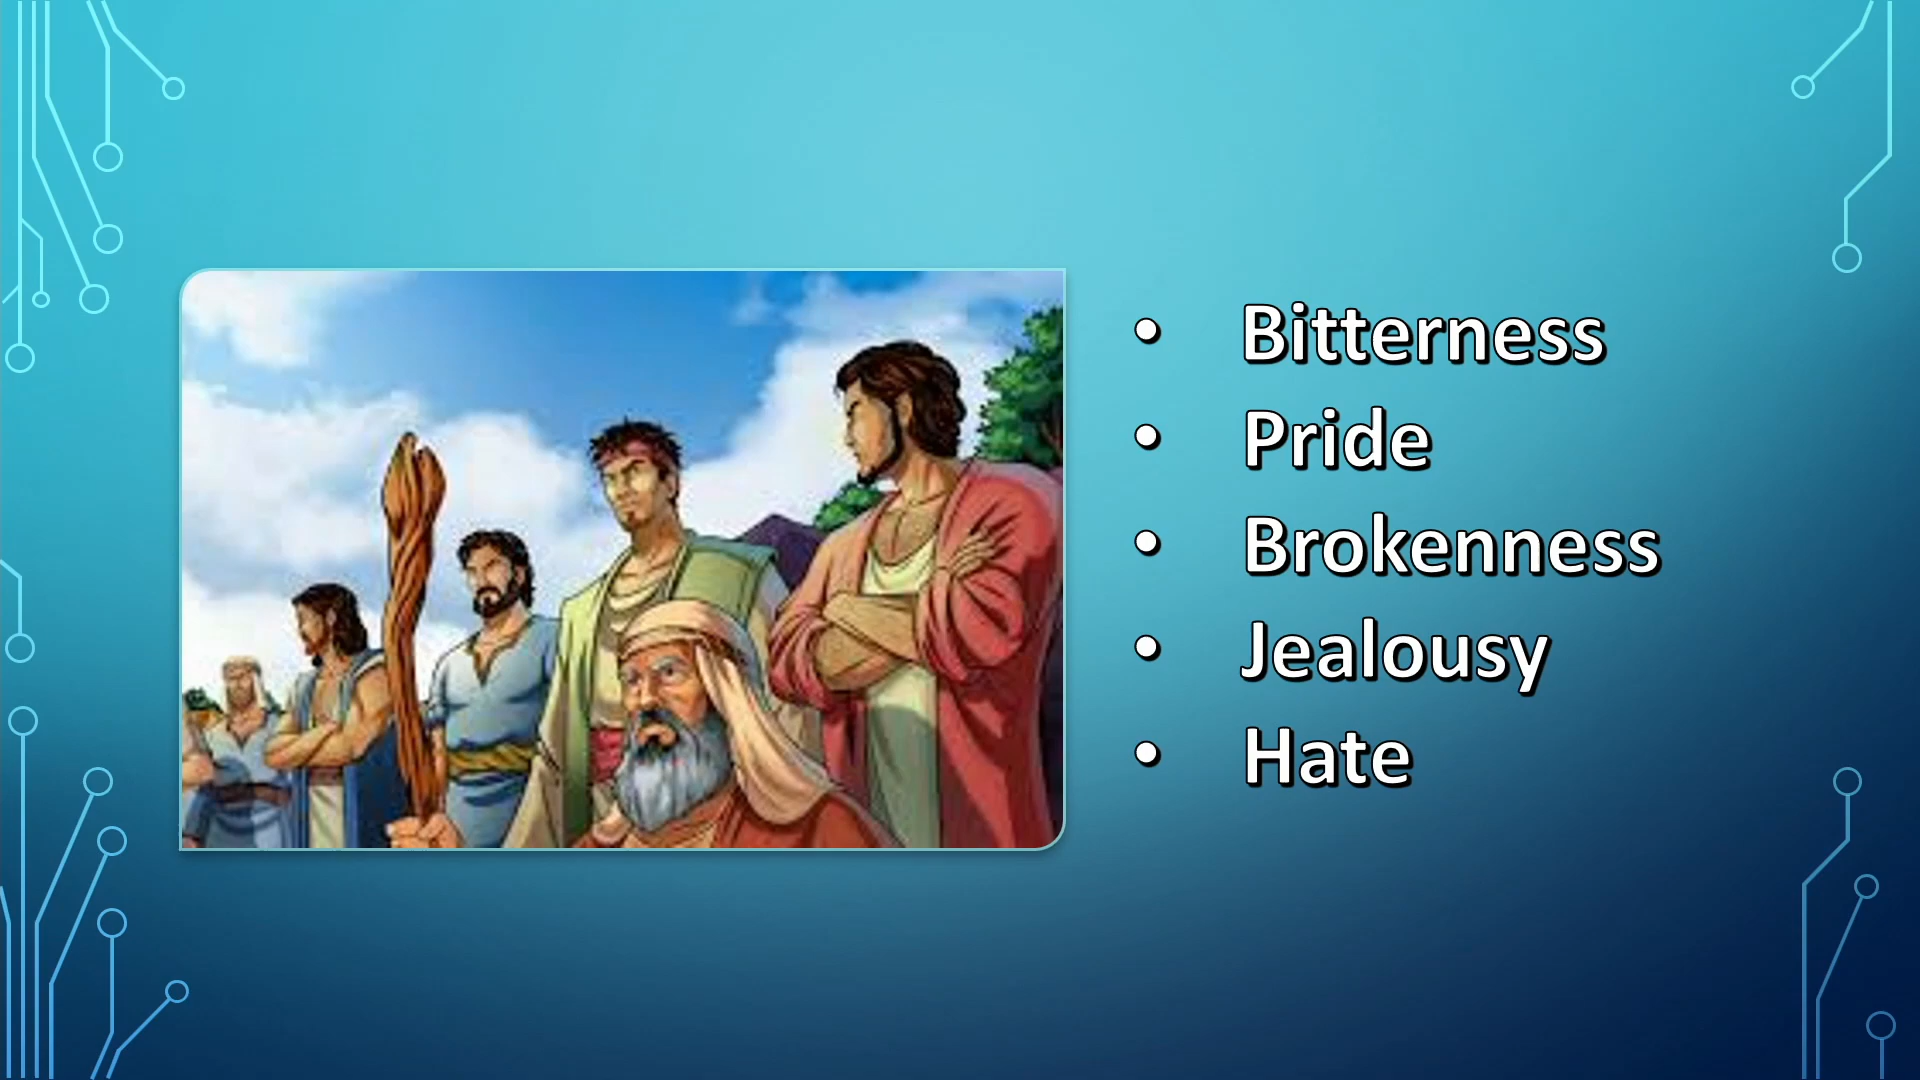 • Bitterness
• Pride
• Brokenness
• Jealousy
• Hate